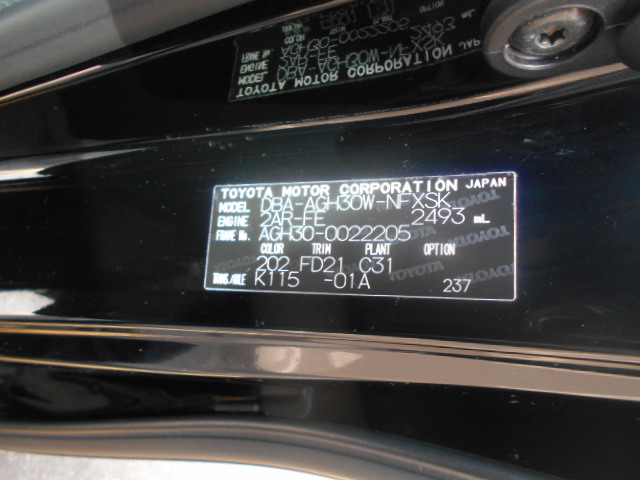 TOYOTA MOTOR CORPORATION JAPAN
MODEL DBA-AGH30W-NFXSK
ENGINE 2AR-FE 2493 mL
FRAME No. AGH30-0022205
COLOR TRIM PLANT OPTION
202 FD21 C31
TRANS./AXLE K115 -01A 237